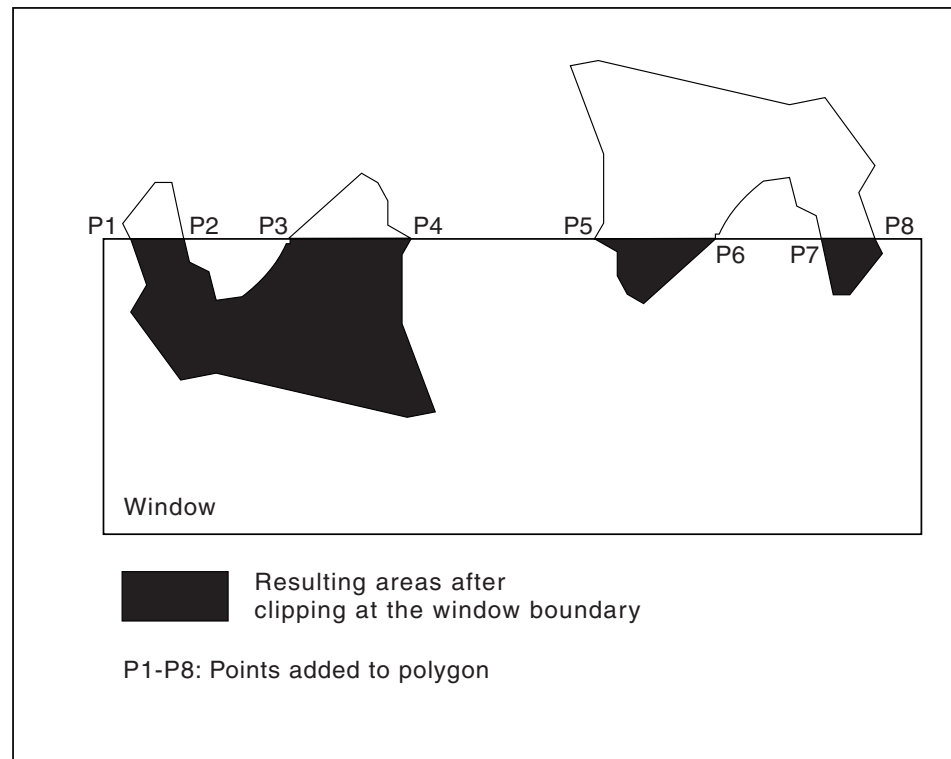 P1
P2
P3
P4
P5
P6
P7
P8
Window
Resulting areas after
clipping at the window boundary
P1-P8: Points added to polygon